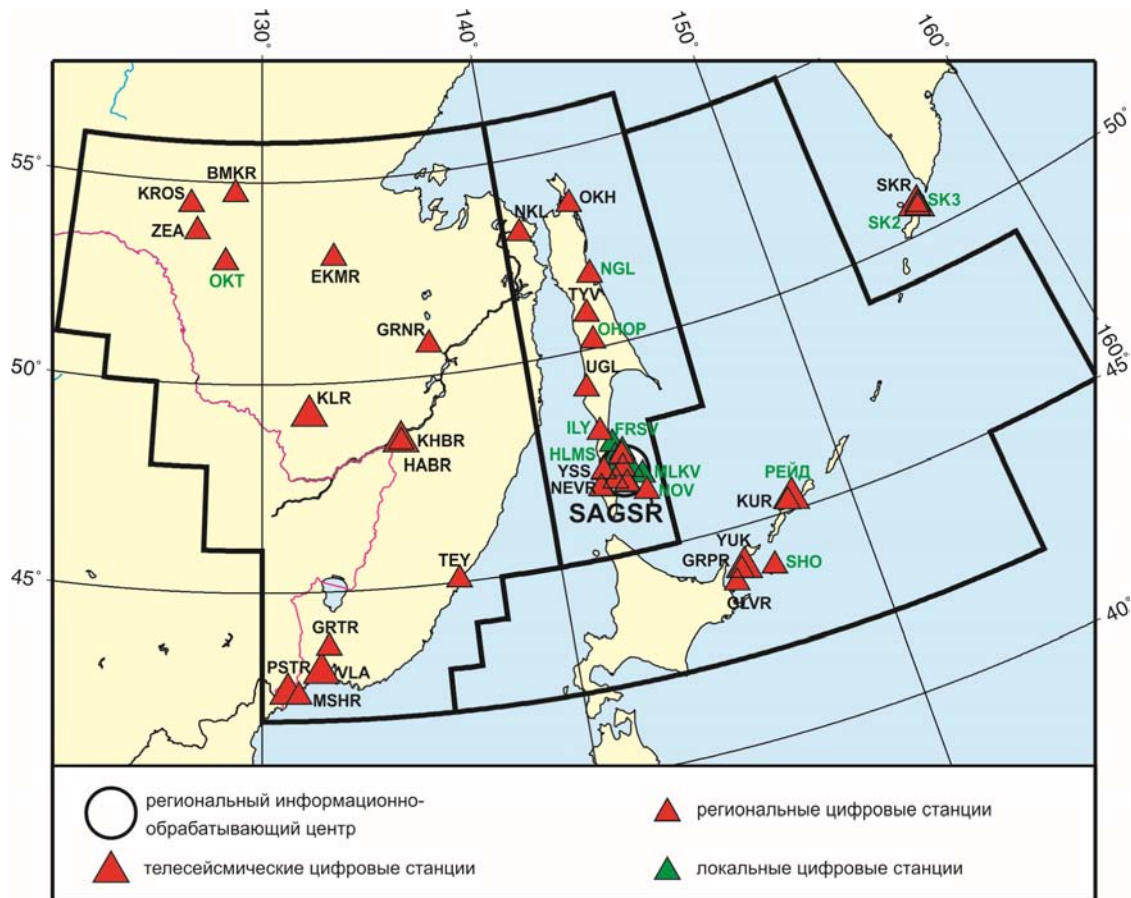 130°
140°
150°
160°
50°
55°
BMKR
KROS
ZEA
OKT
EKMR
NKL
OKH
SKR
SK3
SK2
NGL
TYV
OHOP
GRNR
UGL
160°
45°
50°
KLR
KHBR
HABR
ILY
FRSV
HLMS
YSS
MLKV
NEVR
NOV
SAGSR
РЕЙД
KUR
YUK
GRPR
SHO
GLVR
TEY
45°
40°
GRTR
PSTR
VLA
MSHR
региональный информационно-
обрабатывающий центр
региональные цифровые станции
телесейсмические цифровые станции
локальные цифровые станции